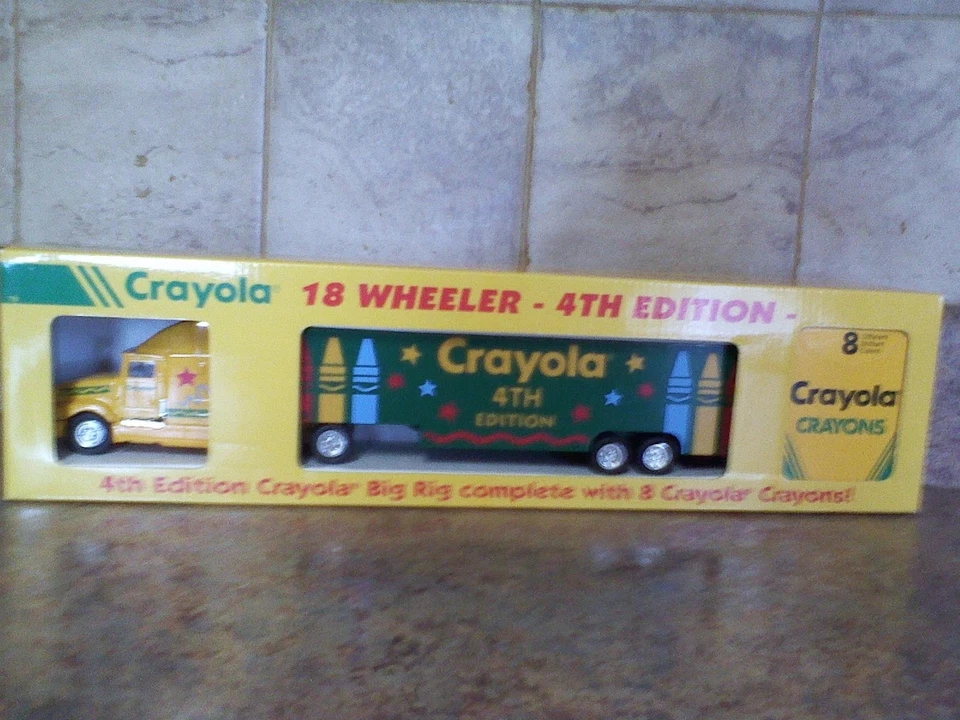 Crayola
18 WHEELER - 4TH EDITION -
Crayola
4TH
EDITION
8
Crayola
CRAYONS
4th Edition Crayola® Big Rig complete with 8 Crayola® Crayons!